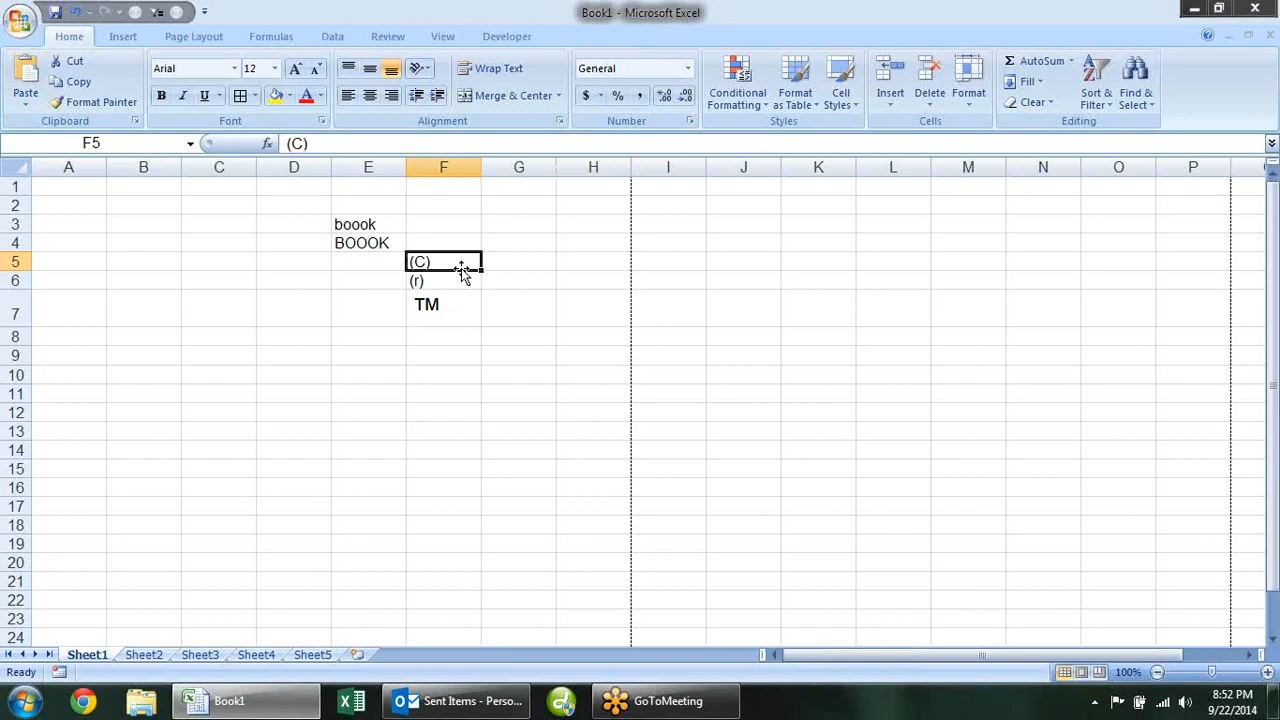 Book1 - Microsoft Excel
Home Insert Page Layout Formulas Data Review View Developer
Cut Arial 12 Wrap Text General AutoSum
Copy Fill
Paste Format Painter B I U Merge & Center $ % , Conditional Formatting Format as Table Cell Styles Insert Delete Format Clear Sort & Filter Find & Select
Clipboard Font Alignment Number Styles Cells Editing
F5 fx (C)
A B C D E F G H I J K L M N O P
1
2
3 boook
4 BOOOK
5 (C)
6 (r)
7 TM
8
9
10
11
12
13
14
15
16
17
18
19
20
21
22
23
24
Sheet1 Sheet2 Sheet3 Sheet4 Sheet5
Ready 100%
Book1 Sent Items - Perso... GoToMeeting 8:52 PM
9/22/2014